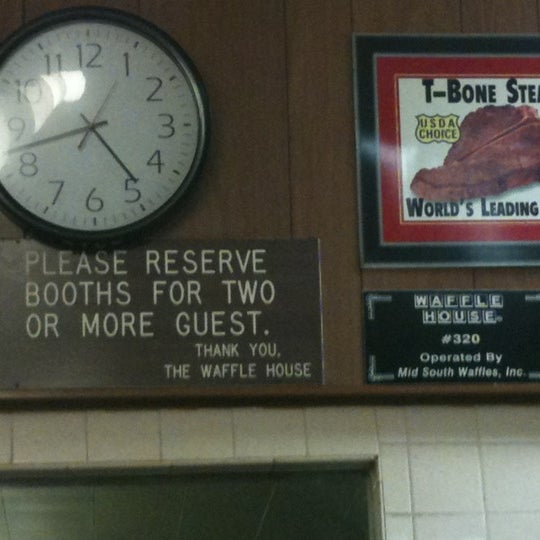 12
1
2
3
4
5
6
7
8
9
10
11
PLEASE RESERVE
BOOTHS FOR TWO
OR MORE GUEST.
THANK YOU,
THE WAFFLE HOUSE
T-BONE
USDA
CHOICE
WORLD'S LEADING
WAFFLE
HOUSE
#320
Operated By
Mid South Waffles, Inc.